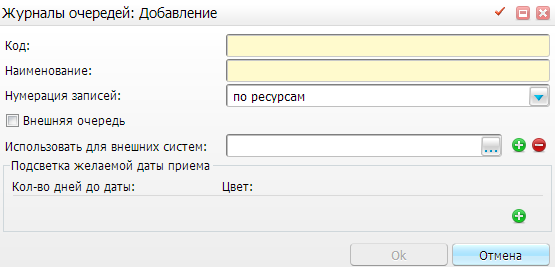 Журналы очередей: Добавление
Код:
Наименование:
Нумерация записей: по ресурсам
Внешняя очередь
Использовать для внешних систем: ...
Подсветка желаемой даты приема
Кол-во дней до даты: Цвет:
Ok Отмена